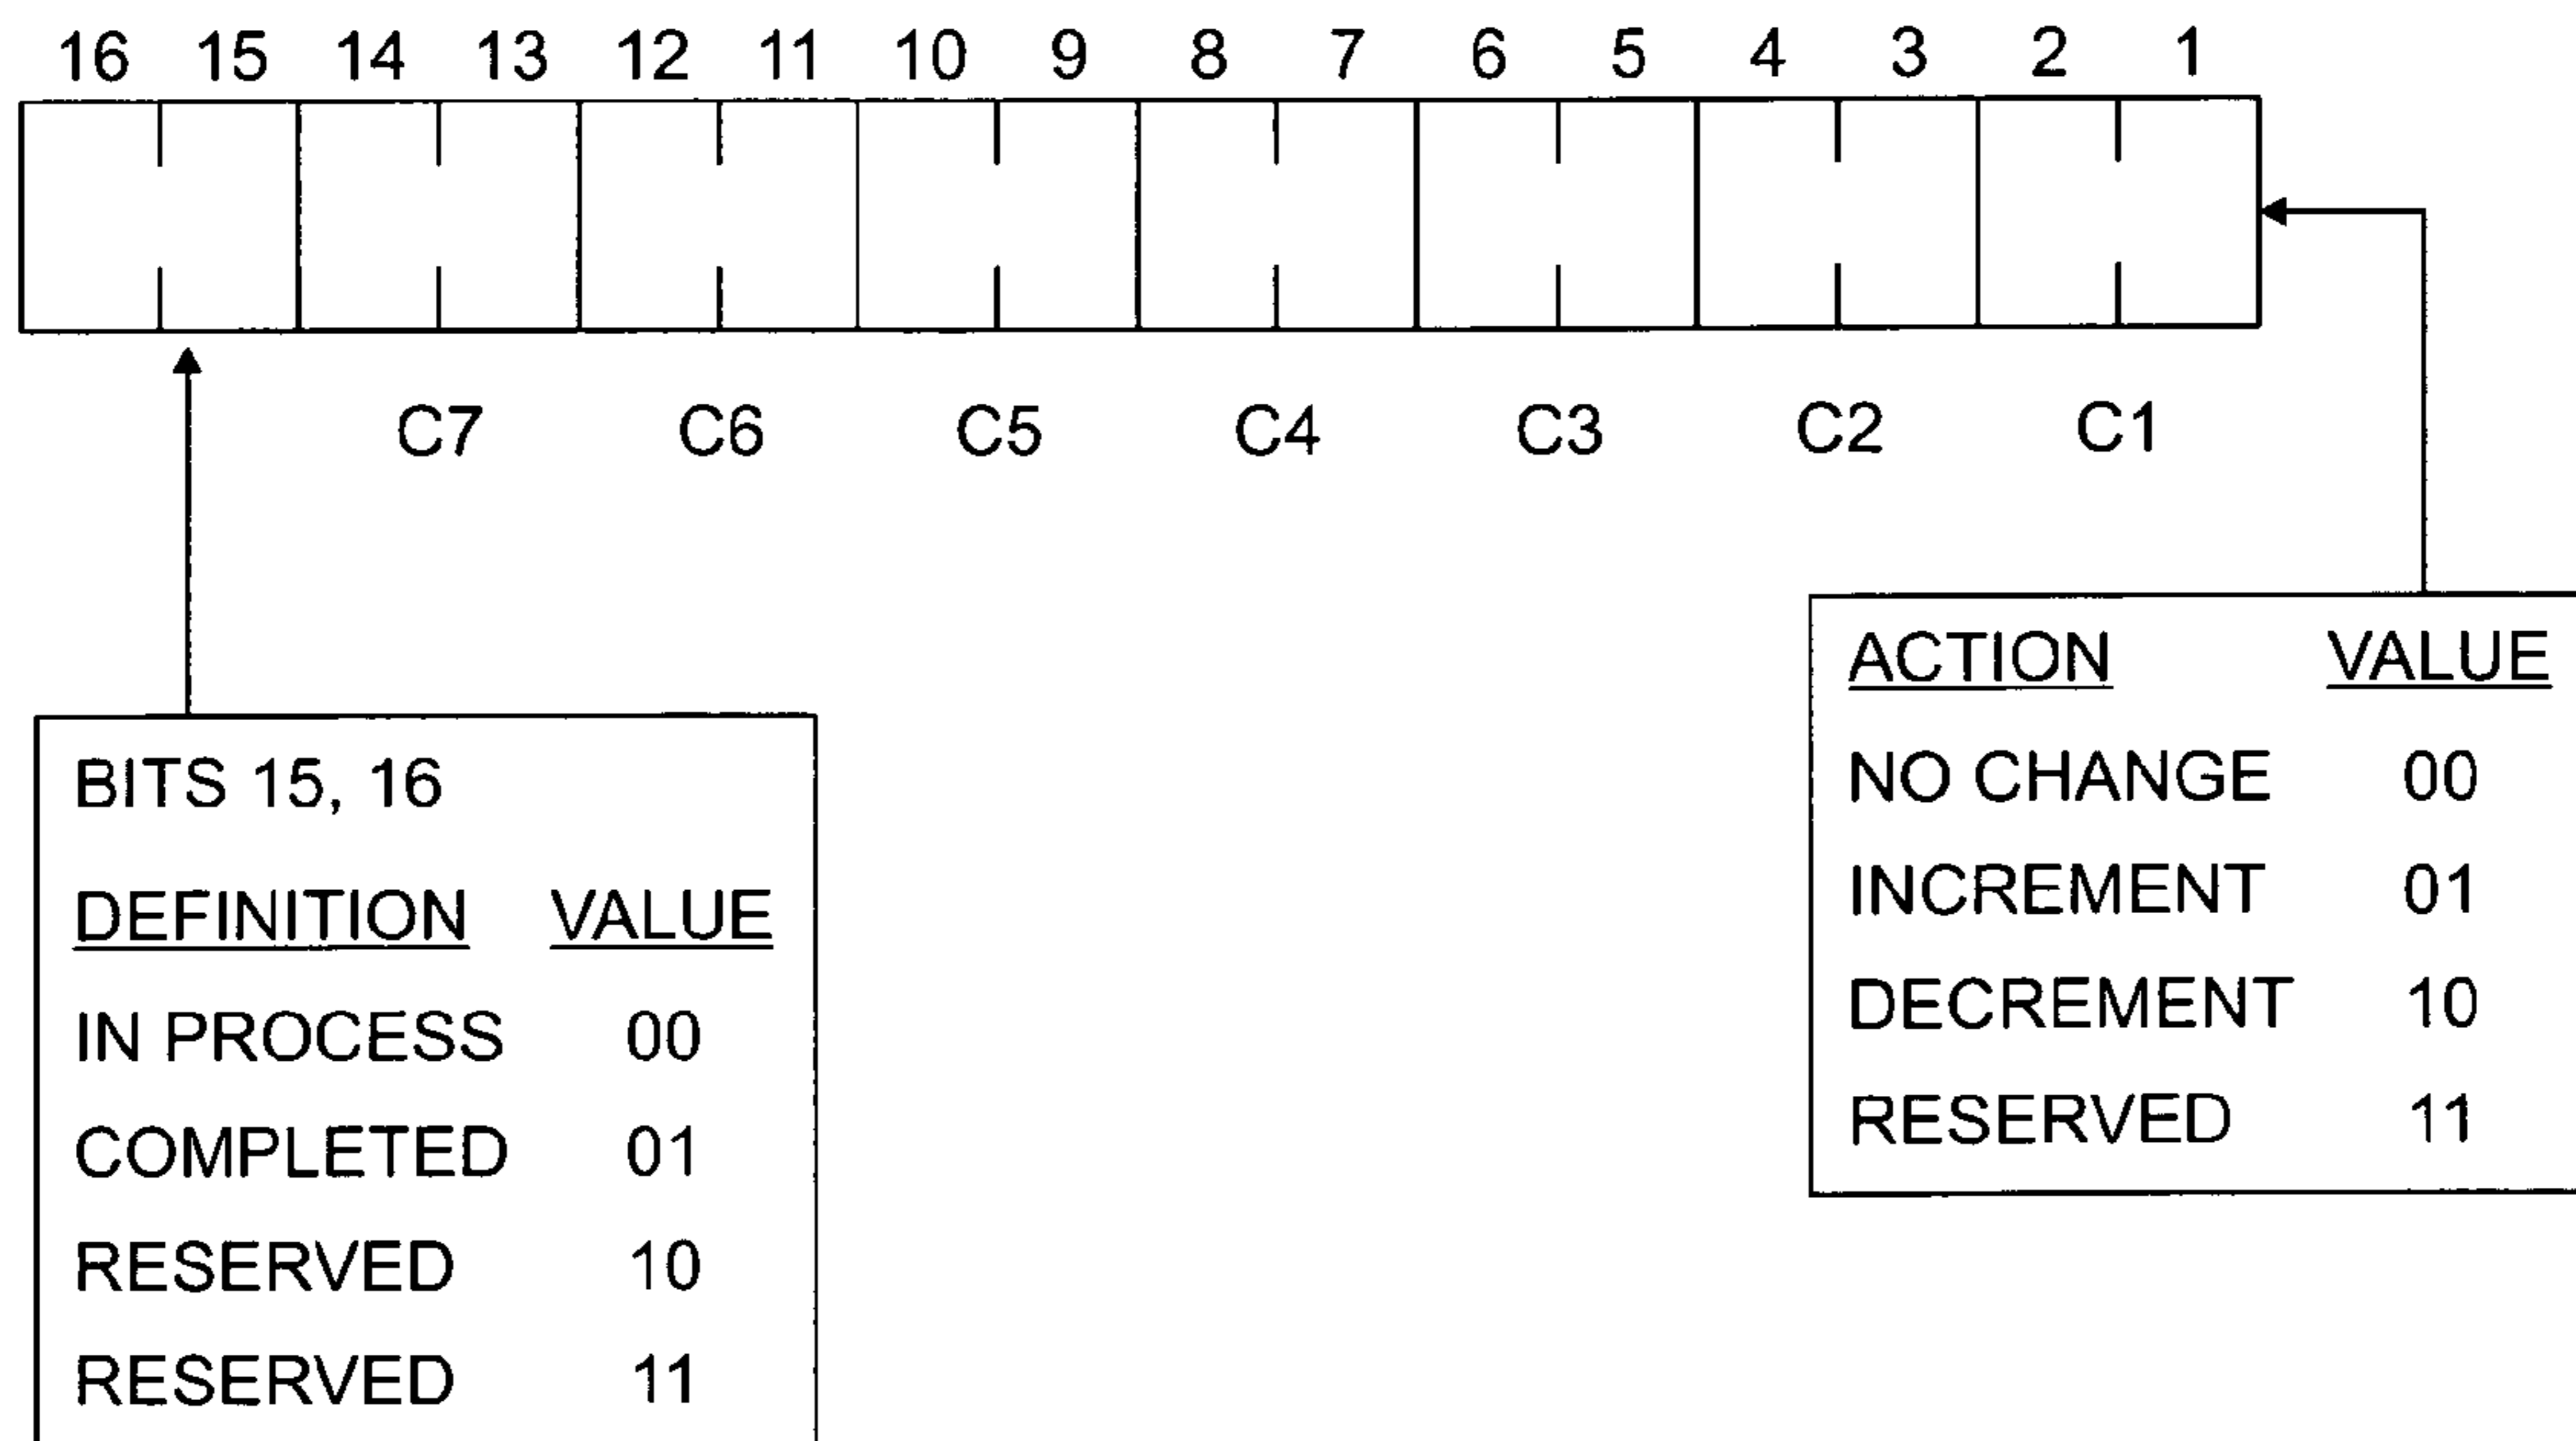 16 15 14 13 12 11 10 9 8 7 6 5 4 3 2 1
C7 C6 C5 C4 C3 C2 C1
BITS 15, 16
DEFINITION VALUE
IN PROCESS 00
COMPLETED 01
RESERVED 10
RESERVED 11
ACTION VALUE
NO CHANGE 00
INCREMENT 01
DECREMENT 10
RESERVED 11